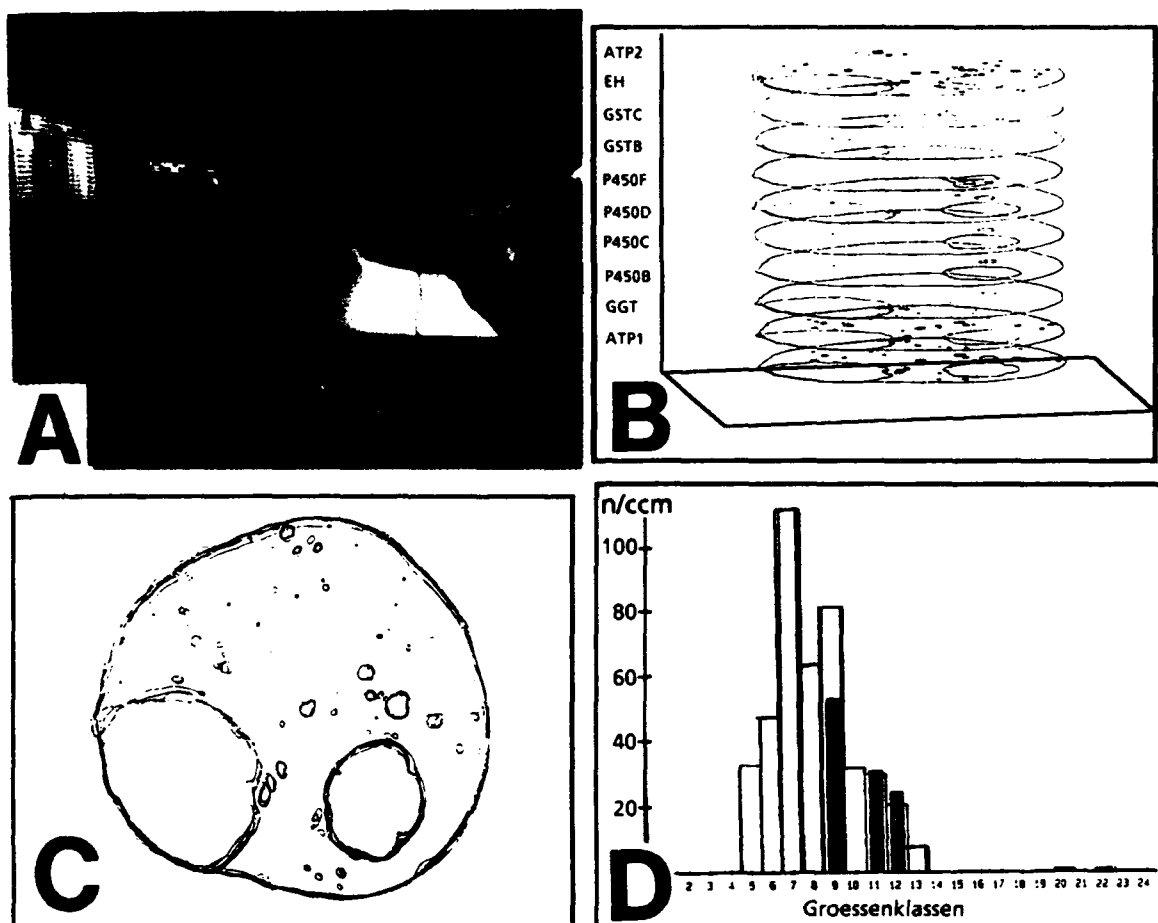 A
ATP2
EH
GSTC
GSTB
P450F
P450D
P450C
P450B
GGT
ATP1
B
C
n/ccm
100
80
60
40
20
2 3 4 5 6 7 8 9 10 11 12 13 14 15 16 17 18 19 20 21 22 23 24
Groessenklassen
D